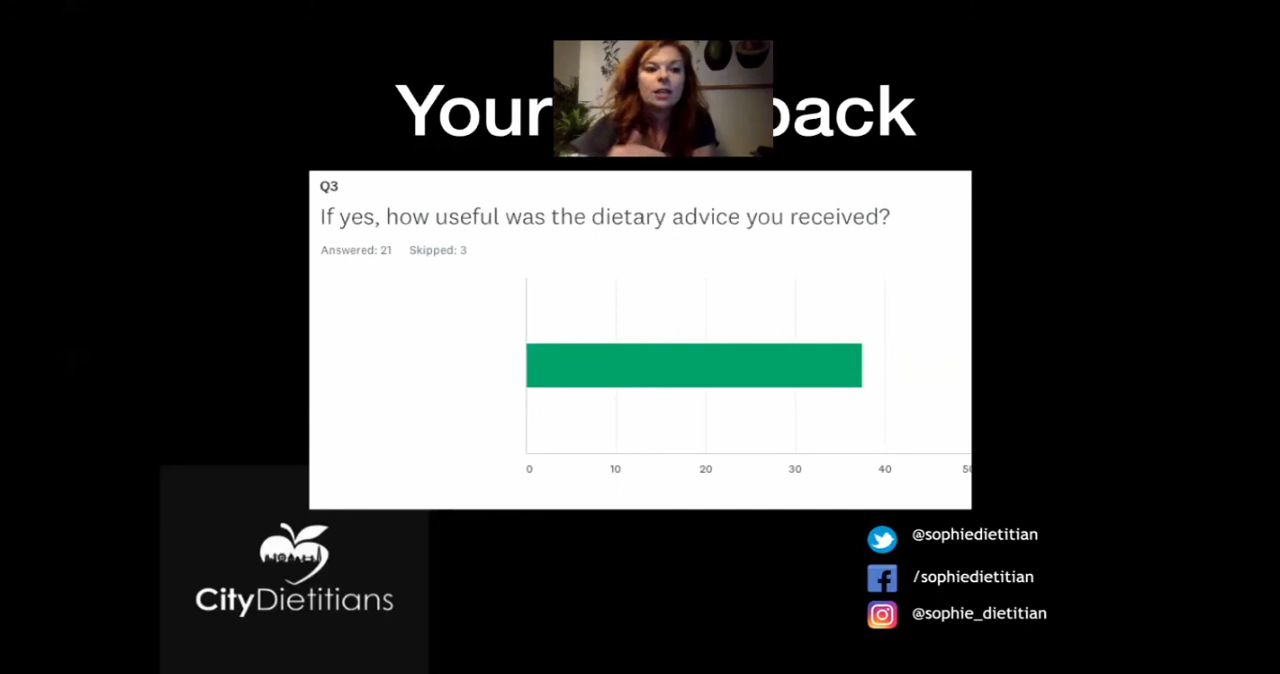 Your back
Q3
If yes, how useful was the dietary advice you received?
Answered: 21 Skipped: 3
0 10 20 30 40
CityDietitians
@sophiedietitian
/sophiedietitian
@sophie_dietitian